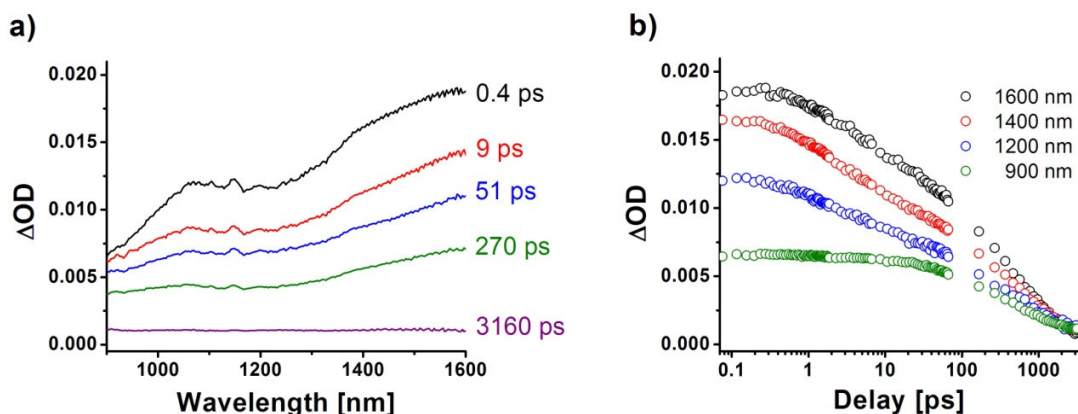 a)
0.020
0.015
0.010
0.005
0.000
ΔOD
0.4 ps
9 ps
51 ps
270 ps
3160 ps
1000 1200 1400 1600
Wavelength [nm]
b)
0.020
0.015
0.010
0.005
0.000
ΔOD
1600 nm
1400 nm
1200 nm
900 nm
0.1 1 10 100 1000
Delay [ps]